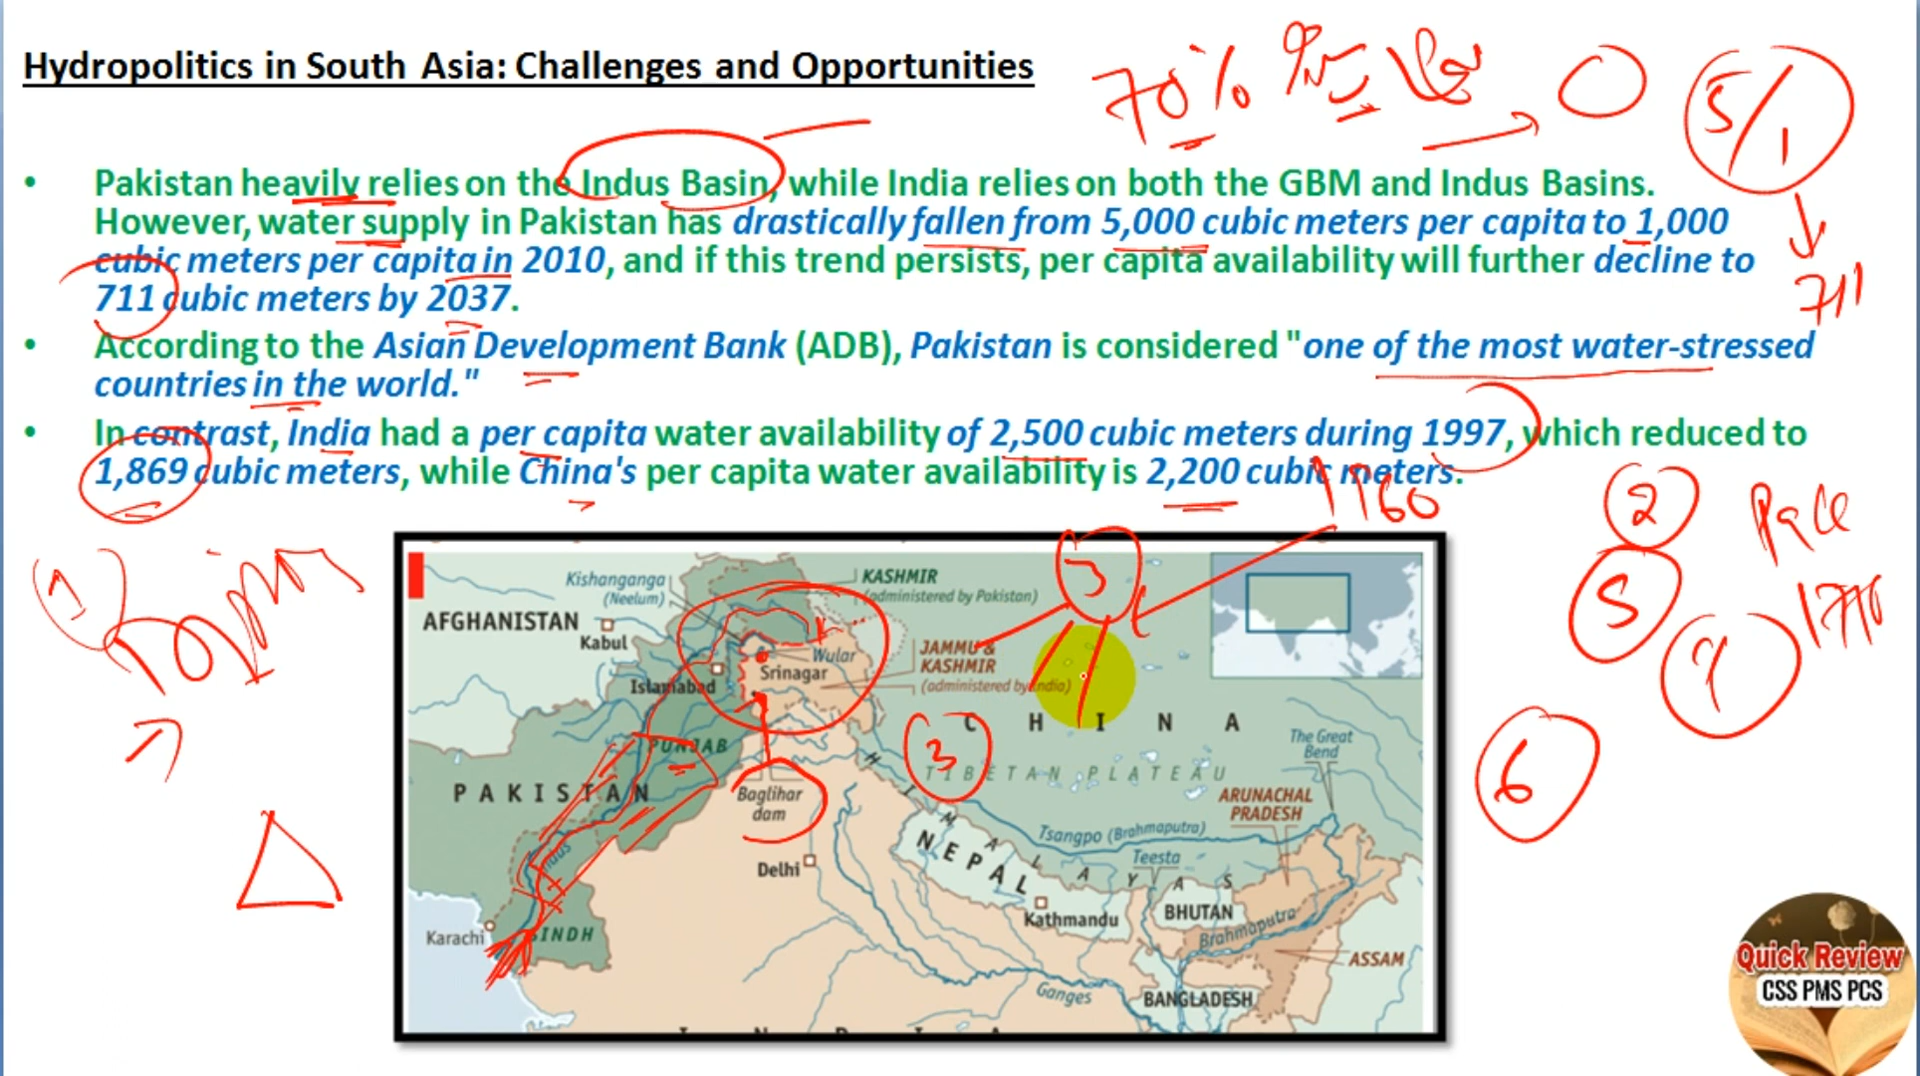 Hydropolitics in South Asia: Challenges and Opportunities
70%
5/1
• Pakistan heavily relies on the Indus Basin, while India relies on both the GBM and Indus Basins.
However, water supply in Pakistan has drastically fallen from 5,000 cubic meters per capita to 1,000
cubic meters per capita in 2010, and if this trend persists, per capita availability will further decline to
711 cubic meters by 2037.
711
• According to the Asian Development Bank (ADB), Pakistan is considered "one of the most water-stressed
countries in the world."
• In contrast, India had a per capita water availability of 2,500 cubic meters during 1997, which reduced to
1,869 cubic meters, while China's per capita water availability is 2,200 cubic meters.
1960
2
1
3
5
6
3
KASHMIR
(administered by Pakistan)
Kishanganga
(Neelum)
AFGHANISTAN
Kabul
JAMMU &
KASHMIR
(administered by India)
Wular
Srinagar
Islamabad
CHINA
PUNJAB
The Great
Bend
HIMALAYAS
TIBETAN PLATEAU
PAKISTAN
Baglihar
dam
ARUNACHAL
PRADESH
Tsangpo (Brahmaputra)
NEPAL
Teesta
Indus
Delhi
Kathmandu
BHUTAN
Brahmaputra
Karachi
SINDH
ASSAM
Ganges
BANGLADESH
INDIA
Quick Review
CSS PMS PCS